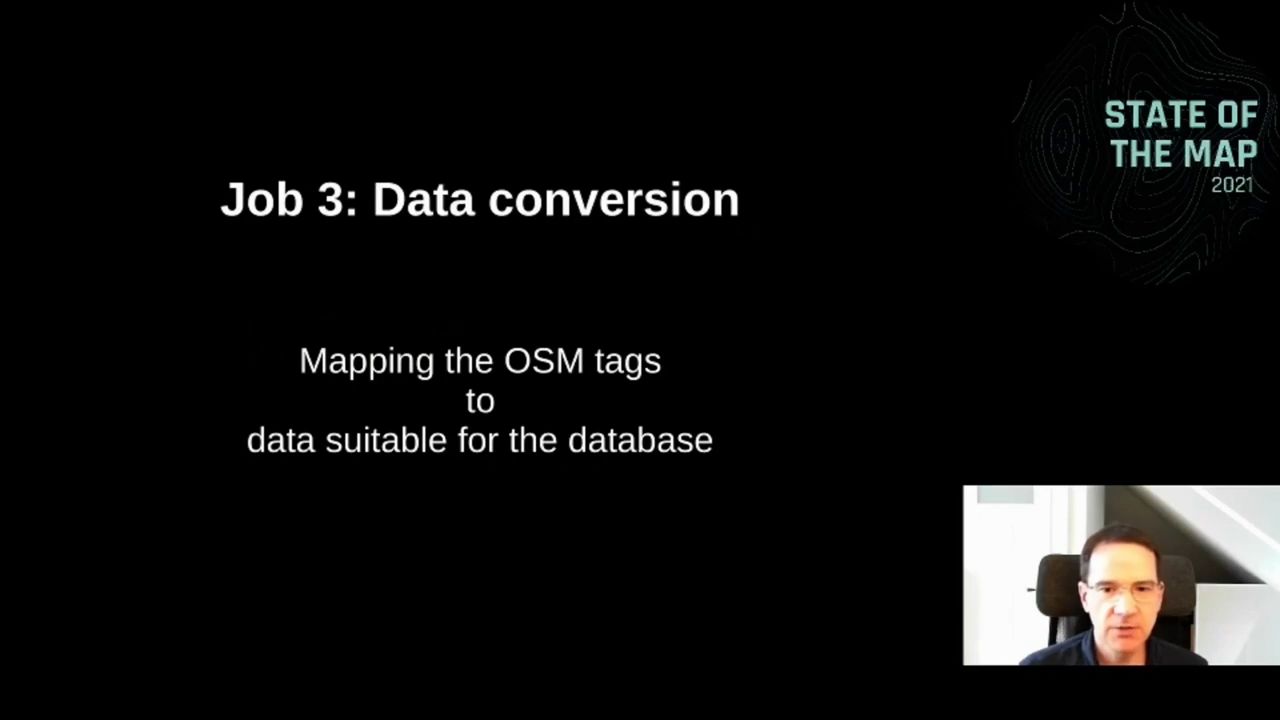 STATE OF
THE MAP
2021
Job 3: Data conversion
Mapping the OSM tags
to
data suitable for the database